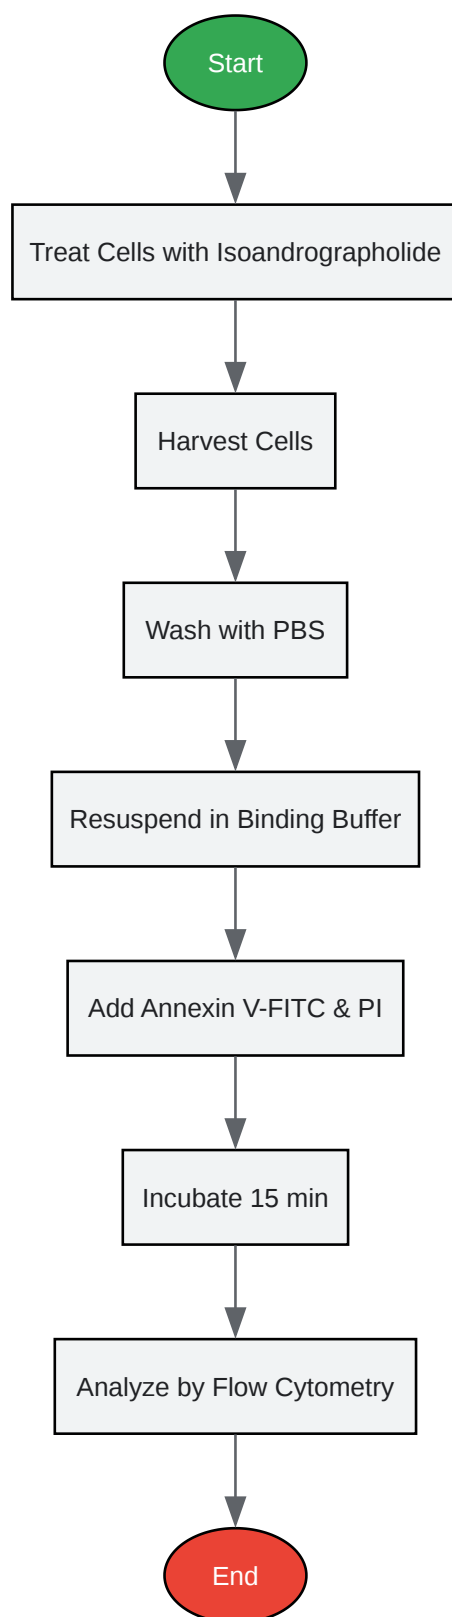 Start
Treat Cells with Isoandrographolide
Harvest Cells
Wash with PBS
Resuspend in Binding Buffer
Add Annexin V-FITC & PI
Incubate 15 min
Analyze by Flow Cytometry
End